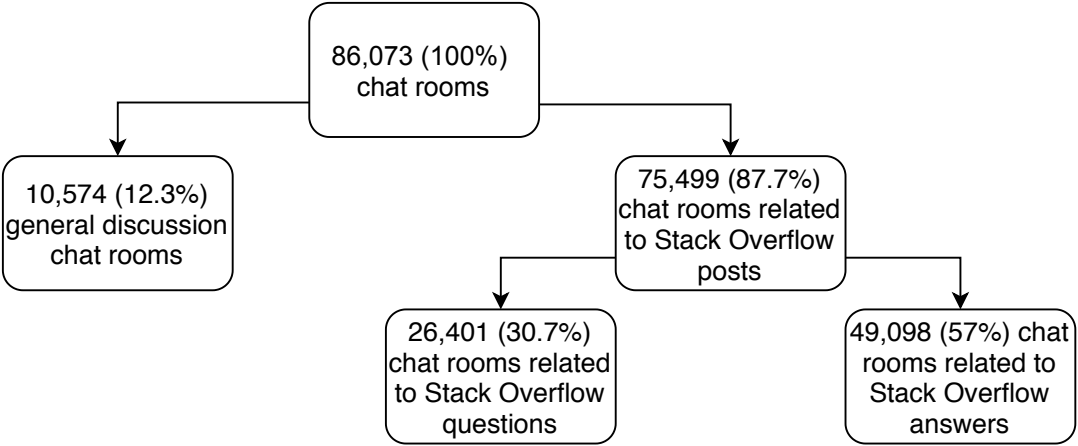 86,073 (100%)
chat rooms
10,574 (12.3%)
general discussion
chat rooms
75,499 (87.7%)
chat rooms related
to Stack Overflow
posts
26,401 (30.7%)
chat rooms related
to Stack Overflow
questions
49,098 (57%) chat
rooms related to
Stack Overflow
answers